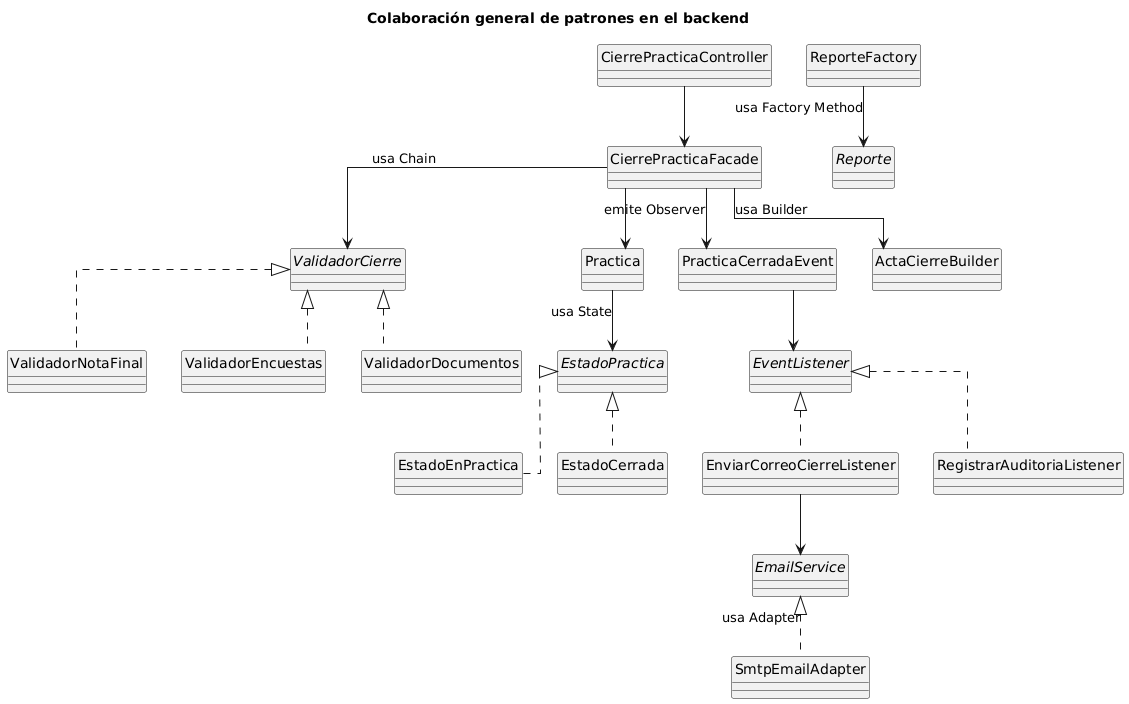 Colaboración general de patrones en el backend
CierrePracticaController
ReporteFactory
usa Factory Method
usa Chain
CierrePracticaFacade
Reporte
emite Observer
usa Builder
ValidadorCierre
Practica
PracticaCerradaEvent
ActaCierreBuilder
usa State
ValidadorNotaFinal
ValidadorEncuestas
ValidadorDocumentos
EstadoPractica
EventListener
EstadoEnPractica
EstadoCerrada
EnviarCorreoCierreListener
RegistrarAuditoriaListener
EmailService
usa Adapter
SmtpEmailAdapter